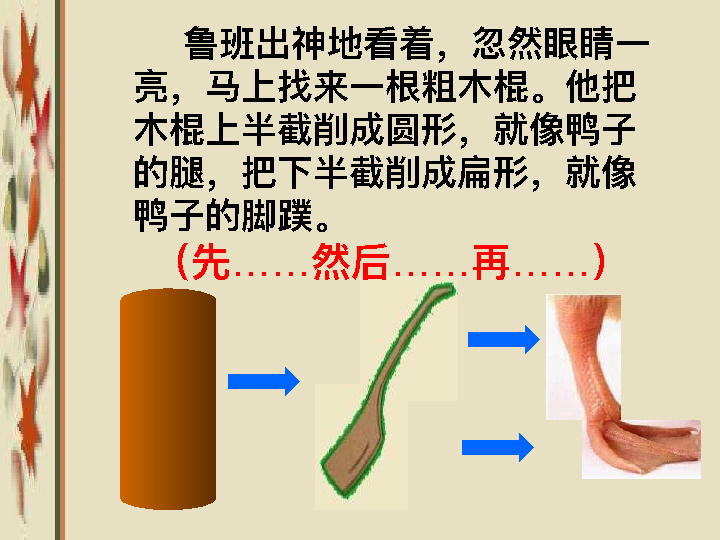 鲁班出神地看着，忽然眼睛一
亮，马上找来一根粗木棍。他把
木棍上半截削成圆形，就像鸭子
的腿，把下半截削成扁形，就像
鸭子的脚蹼。
（先……然后……再……）